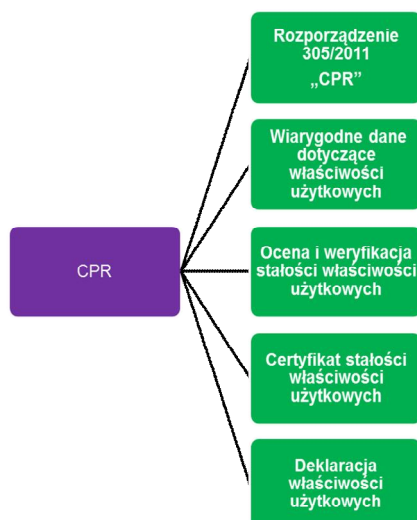 CPR
Rozporządzenie
305/2011
„CPR”
Wiarygodne dane
dotyczące
właściwości
użytkowych
Ocena i weryfikacja
stałości właściwości
użytkowych
Certyfikat stałości
właściwości
użytkowych
Deklaracja
właściwości
użytkowych